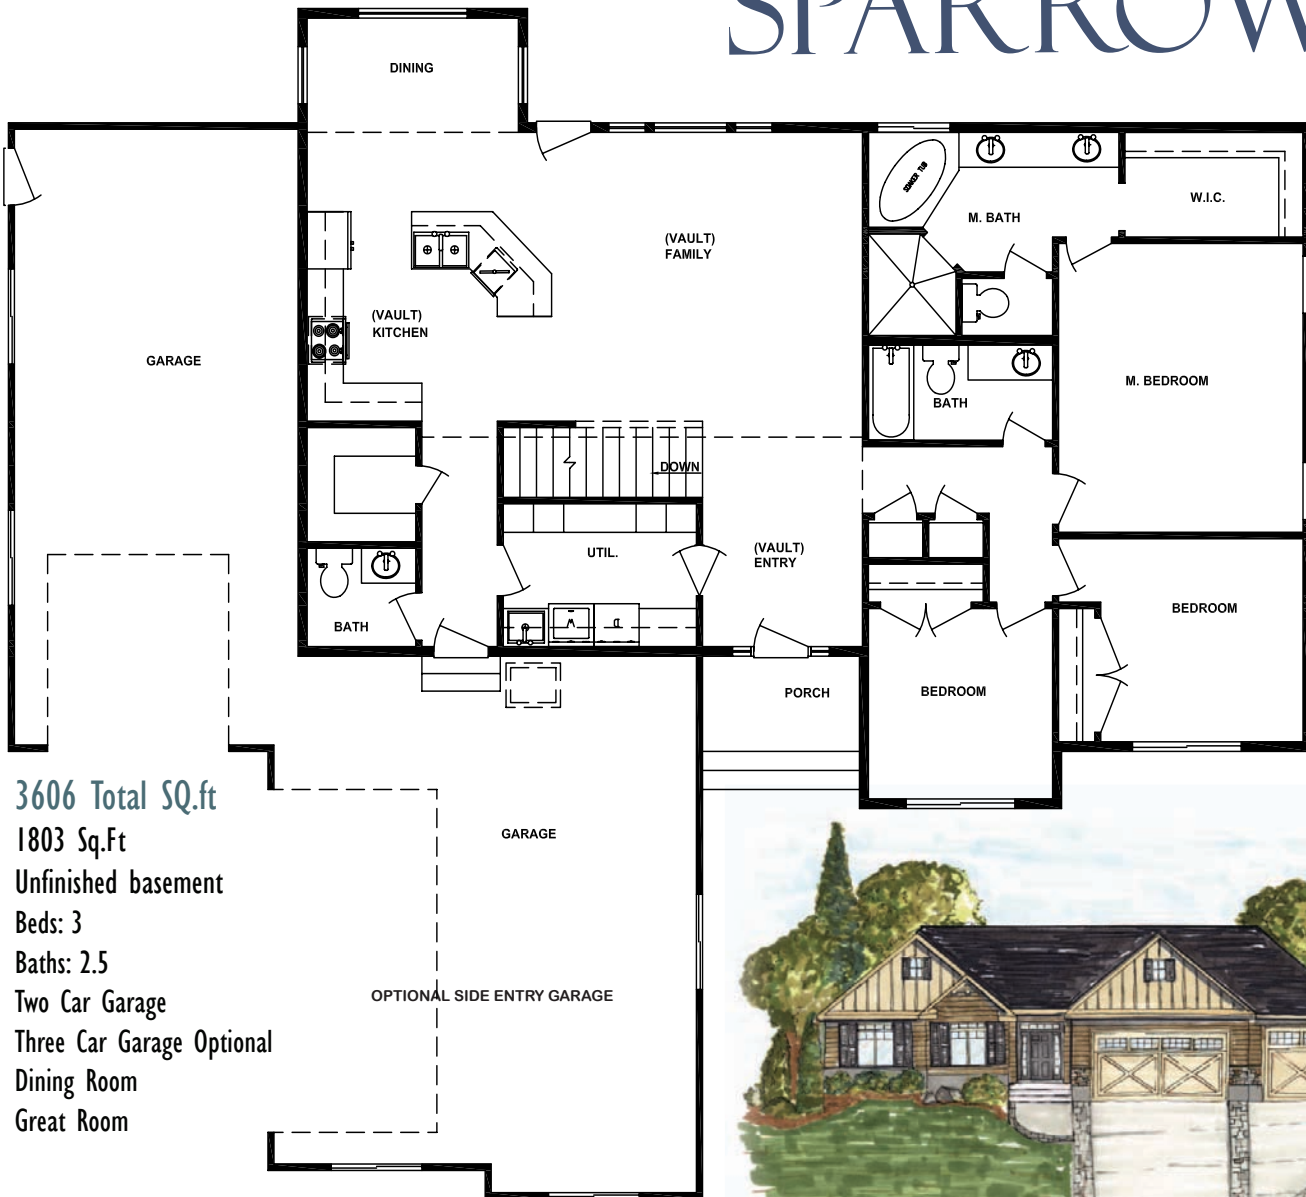 SPARROW
DINING
SOAKER TUB
M. BATH
W.I.C.
(VAULT)
FAMILY
(VAULT)
KITCHEN
GARAGE
M. BEDROOM
BATH
DOWN
UTIL.
(VAULT)
ENTRY
BEDROOM
BATH
BEDROOM
PORCH
GARAGE
OPTIONAL SIDE ENTRY GARAGE
3606 Total SQ.ft
1803 Sq.Ft
Unfinished basement
Beds: 3
Baths: 2.5
Two Car Garage
Three Car Garage Optional
Dining Room
Great Room